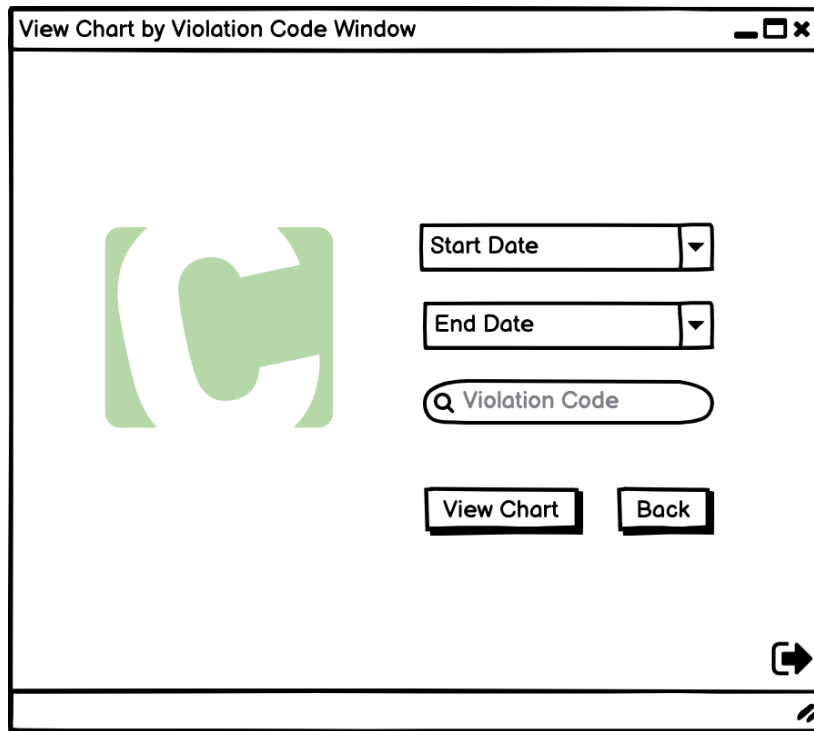 View Chart by Violation Code Window
C
Start Date
End Date
Violation Code
View Chart
Back